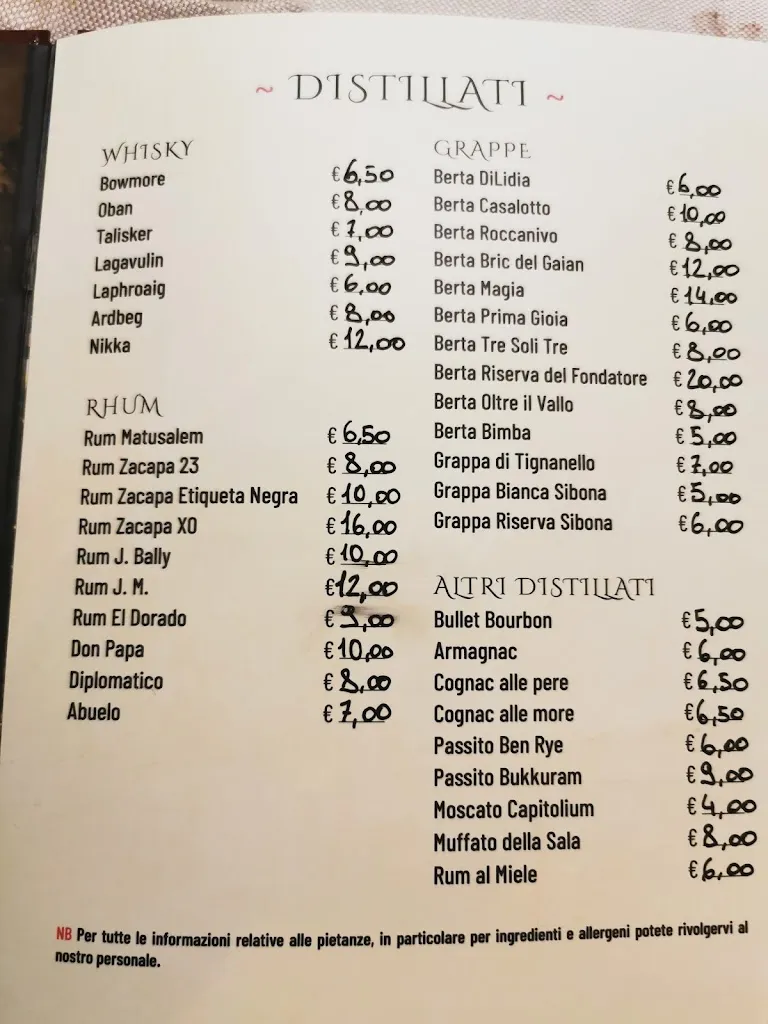 ~ DISTILLATI ~
WHISKY
Bowmore €6,50
Oban €8,00
Talisker €7,00
Lagavulin €9,00
Laphroaig €6,00
Ardbeg €8,00
Nikka €12,00
RHUM
Rum Matusalem €6,50
Rum Zacapa 23 €8,00
Rum Zacapa Etiqueta Negra €10,00
Rum Zacapa XO €16,00
Rum J. Bally €10,00
Rum J. M. €12,00
Rum El Dorado €9,00
Don Papa €10,00
Diplomatico €8,00
Abuelo €7,00
GRAPPE
Berta DiLidia €6,00
Berta Casalotto €10,00
Berta Roccanivo €8,00
Berta Bric del Gaian €12,00
Berta Magia €14,00
Berta Prima Gioia €6,00
Berta Tre Soli Tre €8,00
Berta Riserva del Fondatore €20,00
Berta Oltre il Vallo €8,00
Berta Bimba €5,00
Grappa di Tignanello €7,00
Grappa Bianca Sibona €5,00
Grappa Riserva Sibona €6,00
ALTRI DISTILLATI
Bullet Bourbon €5,00
Armagnac €6,00
Cognac alle pere €6,50
Cognac alle more €6,50
Passito Ben Rye €6,00
Passito Bukkuram €9,00
Moscato Capitolium €4,00
Muffato della Sala €8,00
Rum al Miele €6,00
NB Per tutte le informazioni relative alle pietanze, in particolare per ingredienti e allergeni potete rivolgervi al
nostro personale.